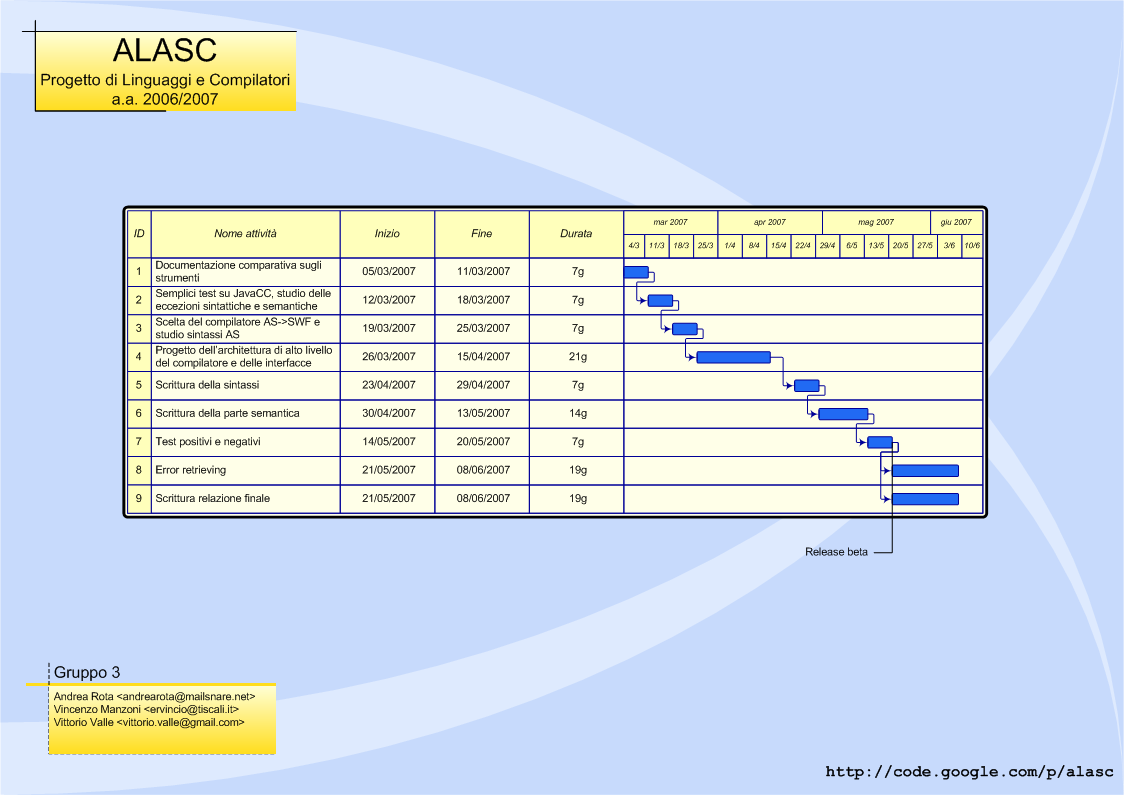 ALASC
Progetto di Linguaggi e Compilatori
a.a. 2006/2007
ID Nome attività Inizio Fine Durata mar 2007 apr 2007 mag 2007 giu 2007
4/3 11/3 18/3 25/3 1/4 8/4 15/4 22/4 29/4 6/5 13/5 20/5 27/5 3/6 10/6
1 Documentazione comparativa sugli
strumenti 05/03/2007 11/03/2007 7g
2 Semplici test su JavaCC, studio delle
eccezioni sintattiche e semantiche 12/03/2007 18/03/2007 7g
3 Scelta del compilatore AS->SWF e
studio sintassi AS 19/03/2007 25/03/2007 7g
4 Progetto dell'architettura di alto livello
del compilatore e delle interfacce 26/03/2007 15/04/2007 21g
5 Scrittura della sintassi 23/04/2007 29/04/2007 7g
6 Scrittura della parte semantica 30/04/2007 13/05/2007 14g
7 Test positivi e negativi 14/05/2007 20/05/2007 7g
8 Error retrieving 21/05/2007 08/06/2007 19g
9 Scrittura relazione finale 21/05/2007 08/06/2007 19g
Release beta
Gruppo 3
Andrea Rota <andrearota@mailsnare.net>
Vincenzo Manzoni <ervincio@tiscali.it>
Vittorio Valle <vittorio.valle@gmail.com>
http://code.google.com/p/alasc